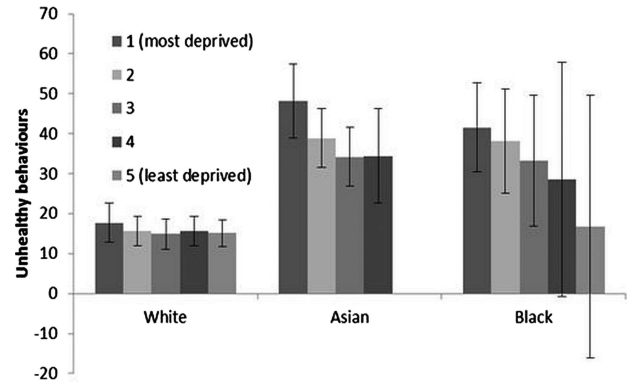 Unhealthy behaviours
70
60
50
40
30
20
10
0
-10
-20
1 (most deprived)
2
3
4
5 (least deprived)
White
Asian
Black